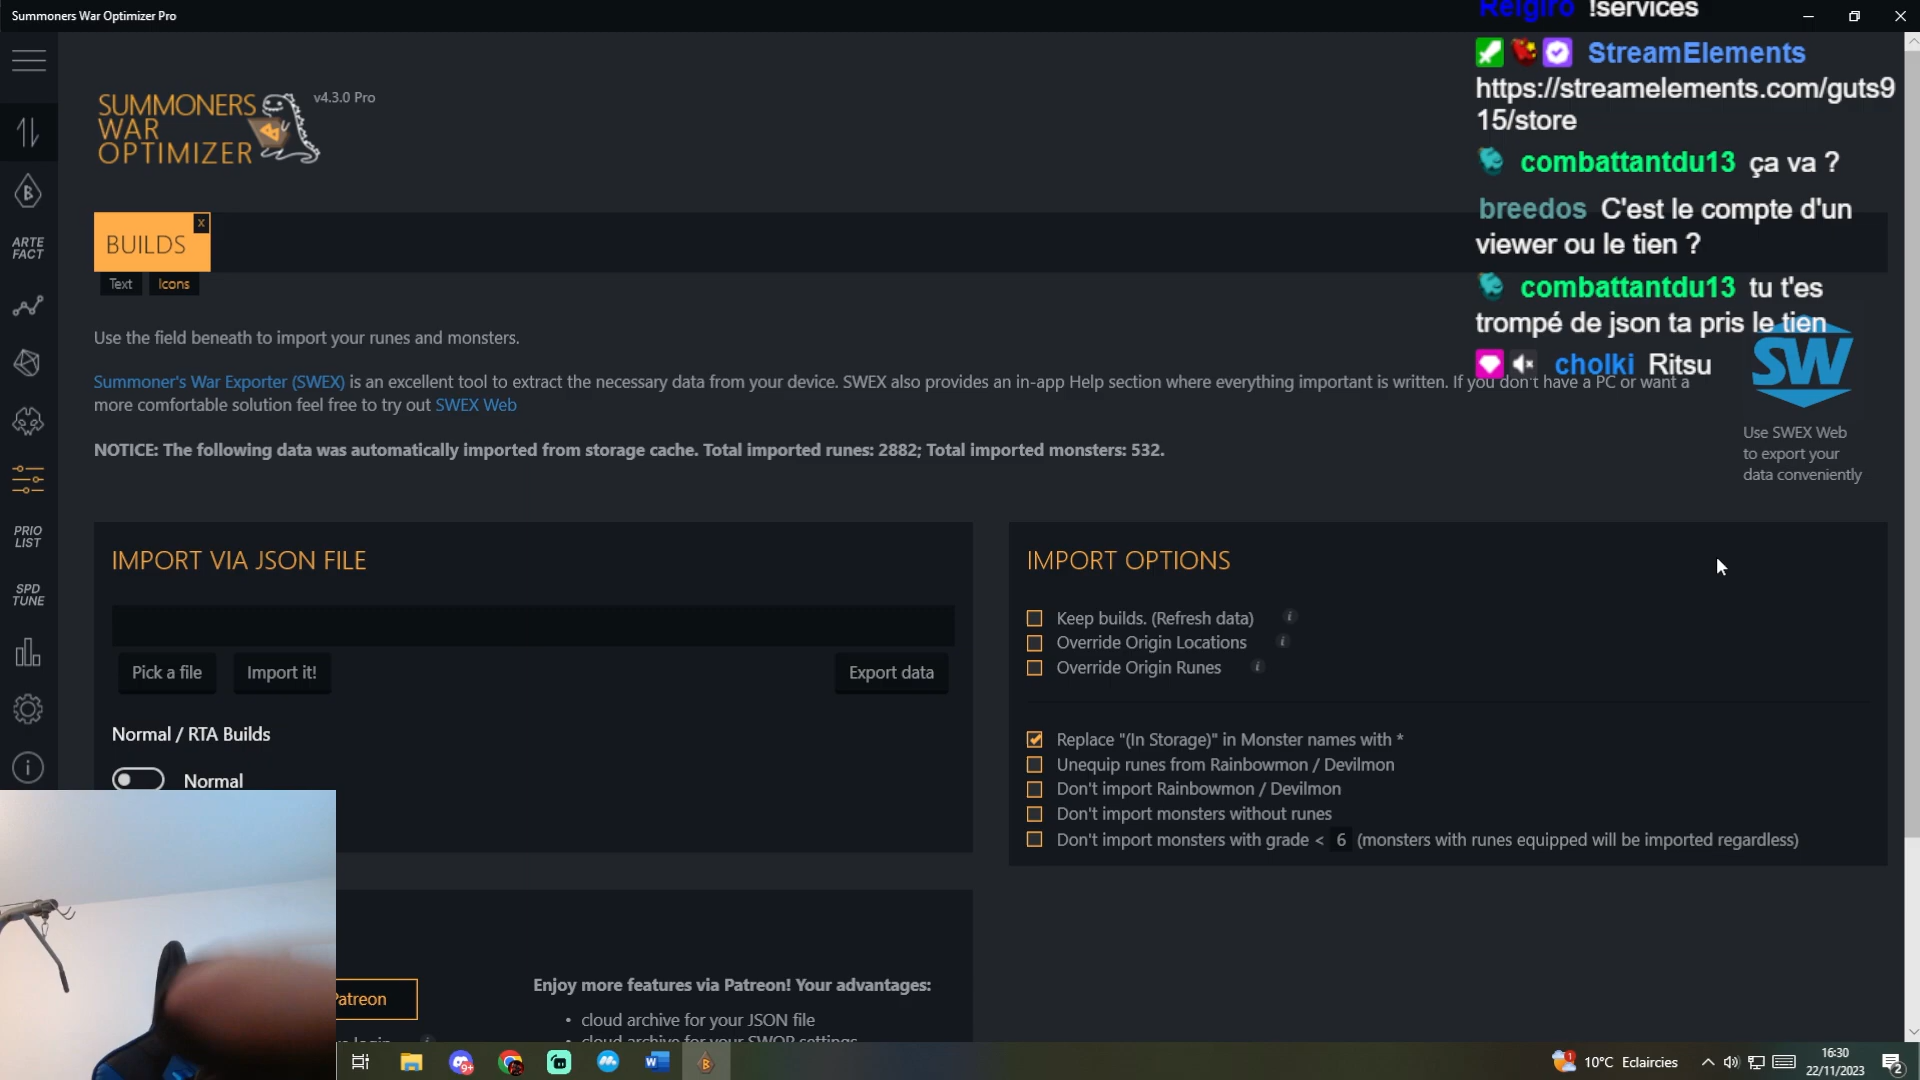 Summoners War Optimizer Pro
Relgiro !services
StreamElements
https://streamelements.com/guts9
15/store
combattantdu13 ça va ?
breedos C'est le compte d'un
viewer ou le tien ?
combattantdu13 tu t'es
trompé de json ta pris le tien
cholki Ritsu
SUMMONERS
WAR
OPTIMIZER
v4.3.0 Pro
ARTE
FACT
PRIO
LIST
SPD
TUNE
BUILDS
x
Text
Icons
Use the field beneath to import your runes and monsters.
Summoner's War Exporter (SWEX) is an excellent tool to extract the necessary data from your device. SWEX also provides an in-app Help section where everything important is written. If you don't have a PC or want a
more comfortable solution feel free to try out SWEX Web
NOTICE: The following data was automatically imported from storage cache. Total imported runes: 2882; Total imported monsters: 532.
SW
Use SWEX Web
to export your
data conveniently
IMPORT VIA JSON FILE
Pick a file
Import it!
Export data
Normal / RTA Builds
Normal
IMPORT OPTIONS
Keep builds. (Refresh data)
Override Origin Locations
Override Origin Runes
Replace "(In Storage)" in Monster names with *
Unequip runes from Rainbowmon / Devilmon
Don't import Rainbowmon / Devilmon
Don't import monsters without runes
Don't import monsters with grade < 6 (monsters with runes equipped will be imported regardless)
Patreon
Enjoy more features via Patreon! Your advantages:
• cloud archive for your JSON file
• cloud archive for your SWOP settings
10°C Eclaircies
16:30
22/11/2023
2